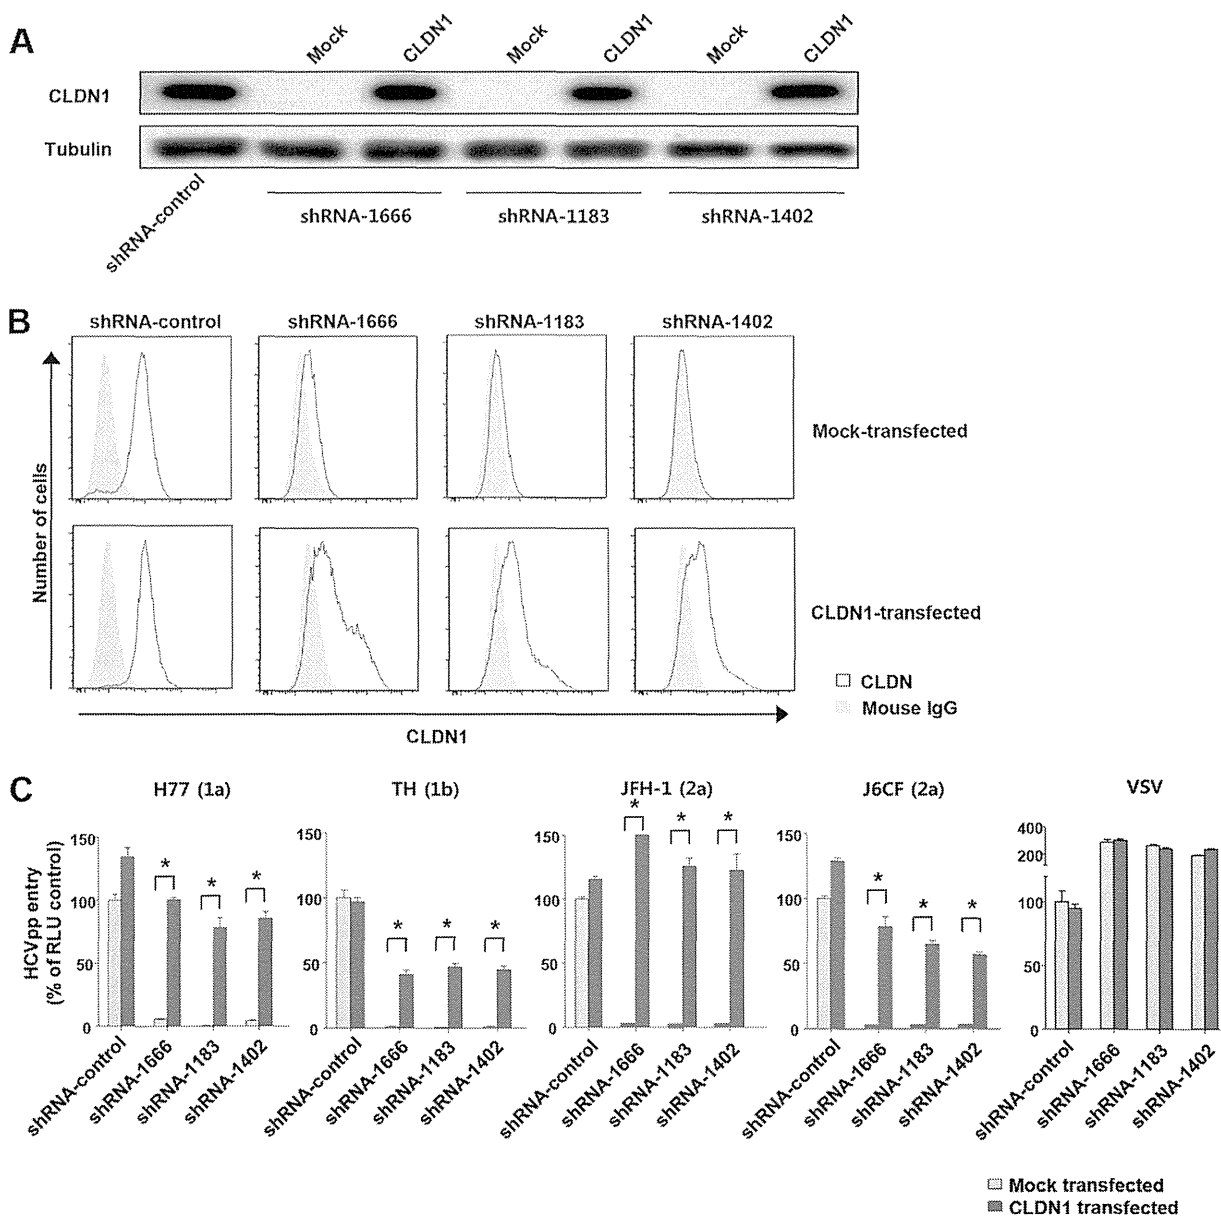 A
Mock
CLDN1
Mock
CLDN1
Mock
CLDN1
CLDN1
Tubulin
shRNA-control
shRNA-1666
shRNA-1183
shRNA-1402
B
shRNA-control
shRNA-1666
shRNA-1183
shRNA-1402
Number of cells
Mock-transfected
CLDN1-transfected
CLDN
Mouse IgG
CLDN1
C
HCVpp entry
(% of RLU control)
H77 (1a)
150
100
50
0
*
*
*
shRNA-control
shRNA-1666
shRNA-1183
shRNA-1402
TH (1b)
150
100
50
0
*
*
*
shRNA-control
shRNA-1666
shRNA-1183
shRNA-1402
JFH-1 (2a)
150
100
50
0
*
*
*
shRNA-control
shRNA-1666
shRNA-1183
shRNA-1402
J6CF (2a)
150
100
50
0
*
*
*
shRNA-control
shRNA-1666
shRNA-1183
shRNA-1402
VSV
400
200
100
50
0
shRNA-control
shRNA-1666
shRNA-1183
shRNA-1402
Mock transfected
CLDN1 transfected